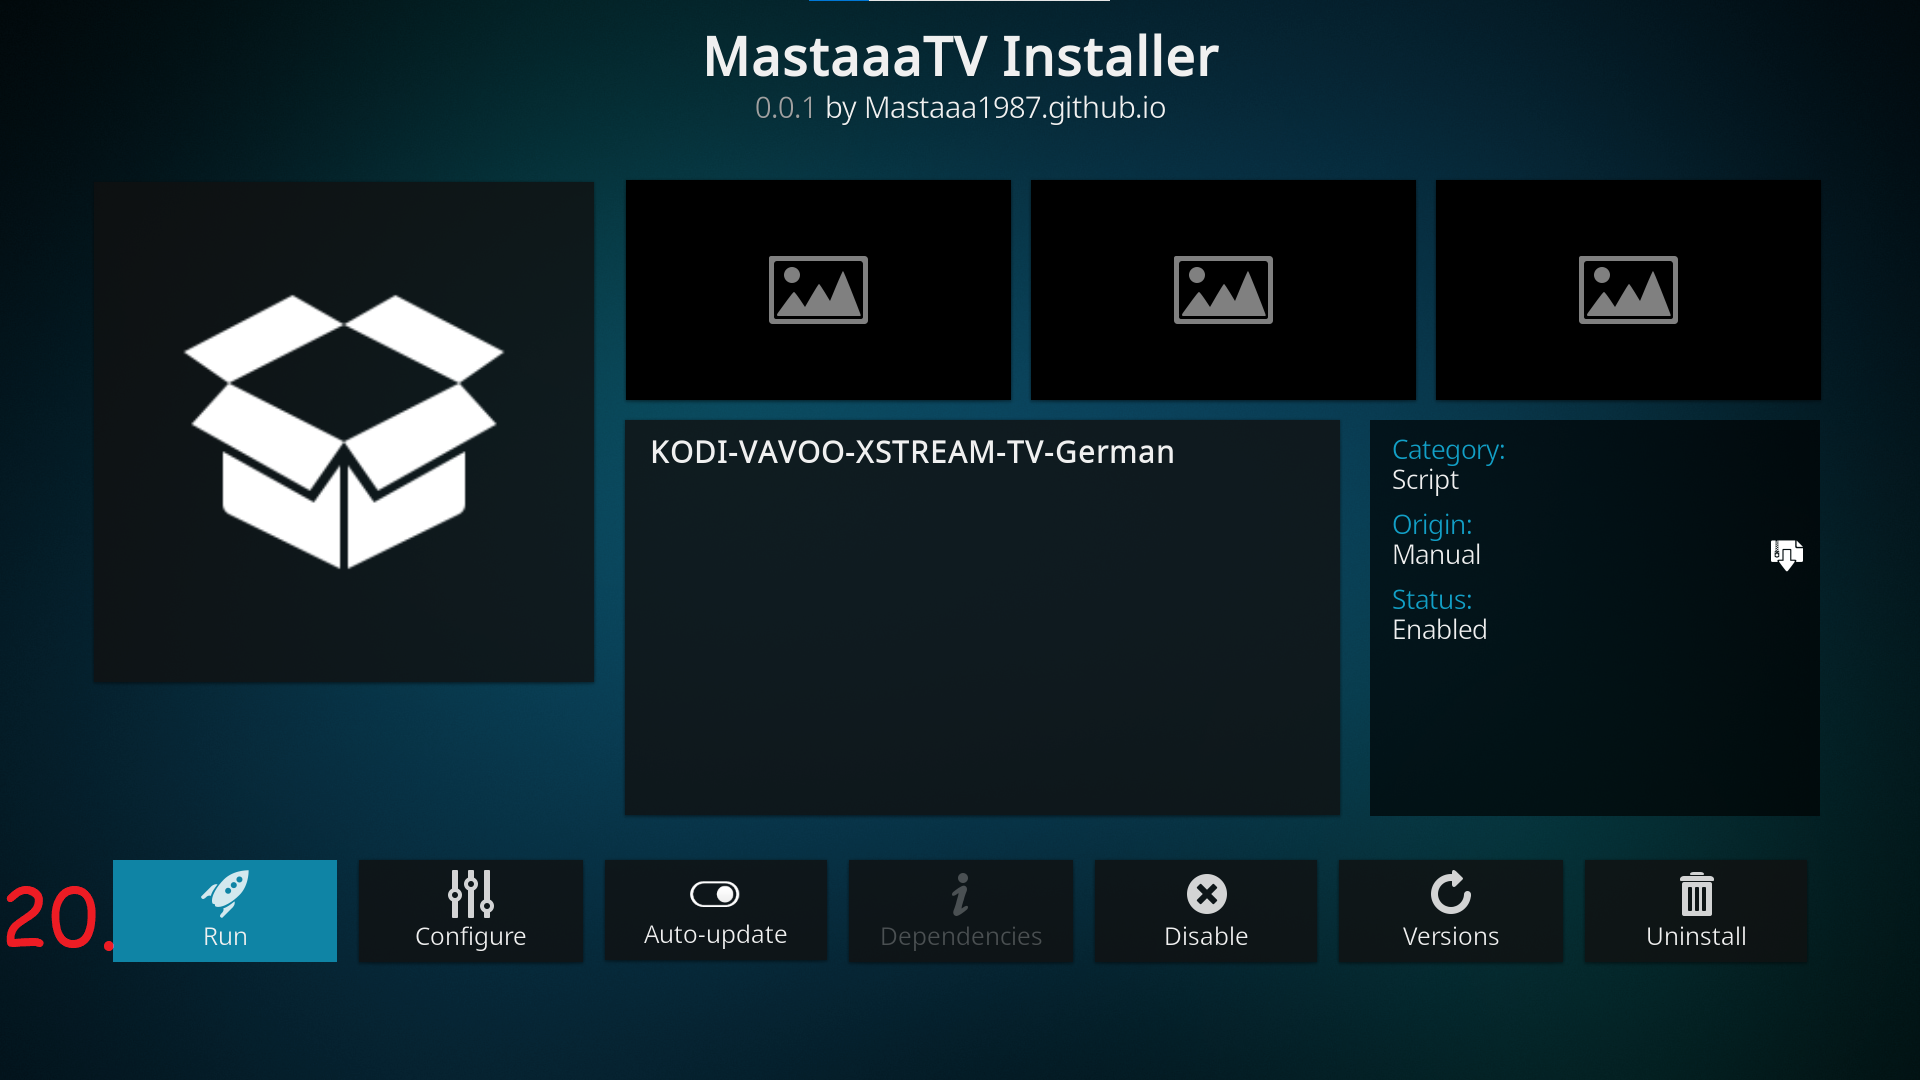 MastaaaTV Installer
0.0.1 by Mastaaa1987.github.io
KODI-VAVOO-XSTREAM-TV-German
Category:
Script
Origin:
Manual
Status:
Enabled
20.
Run
Configure
Auto-update
Dependencies
Disable
Versions
Uninstall